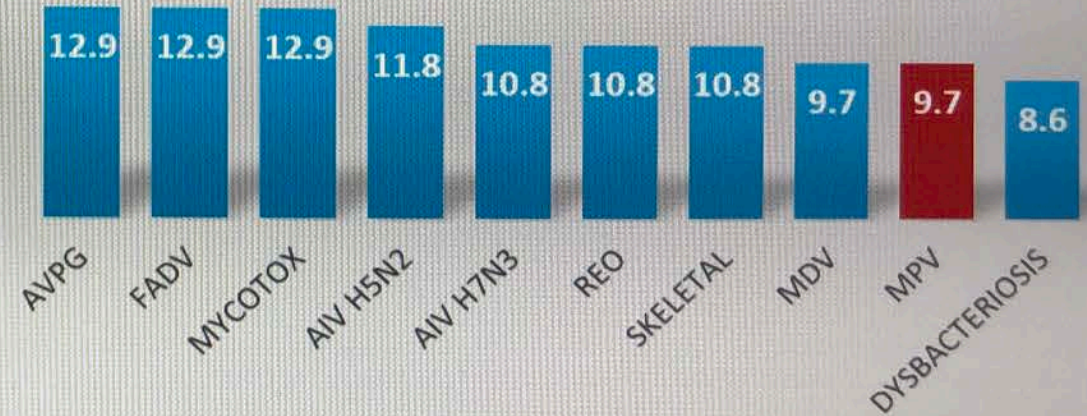 12.9
12.9
12.9
11.8
10.8
10.8
10.8
9.7
9.7
8.6
AVPG
FADV
MYCOTOX
AIV H5N2
AIV H7N3
REO
SKELETAL
MDV
MPV
DYSBACTERIOSIS